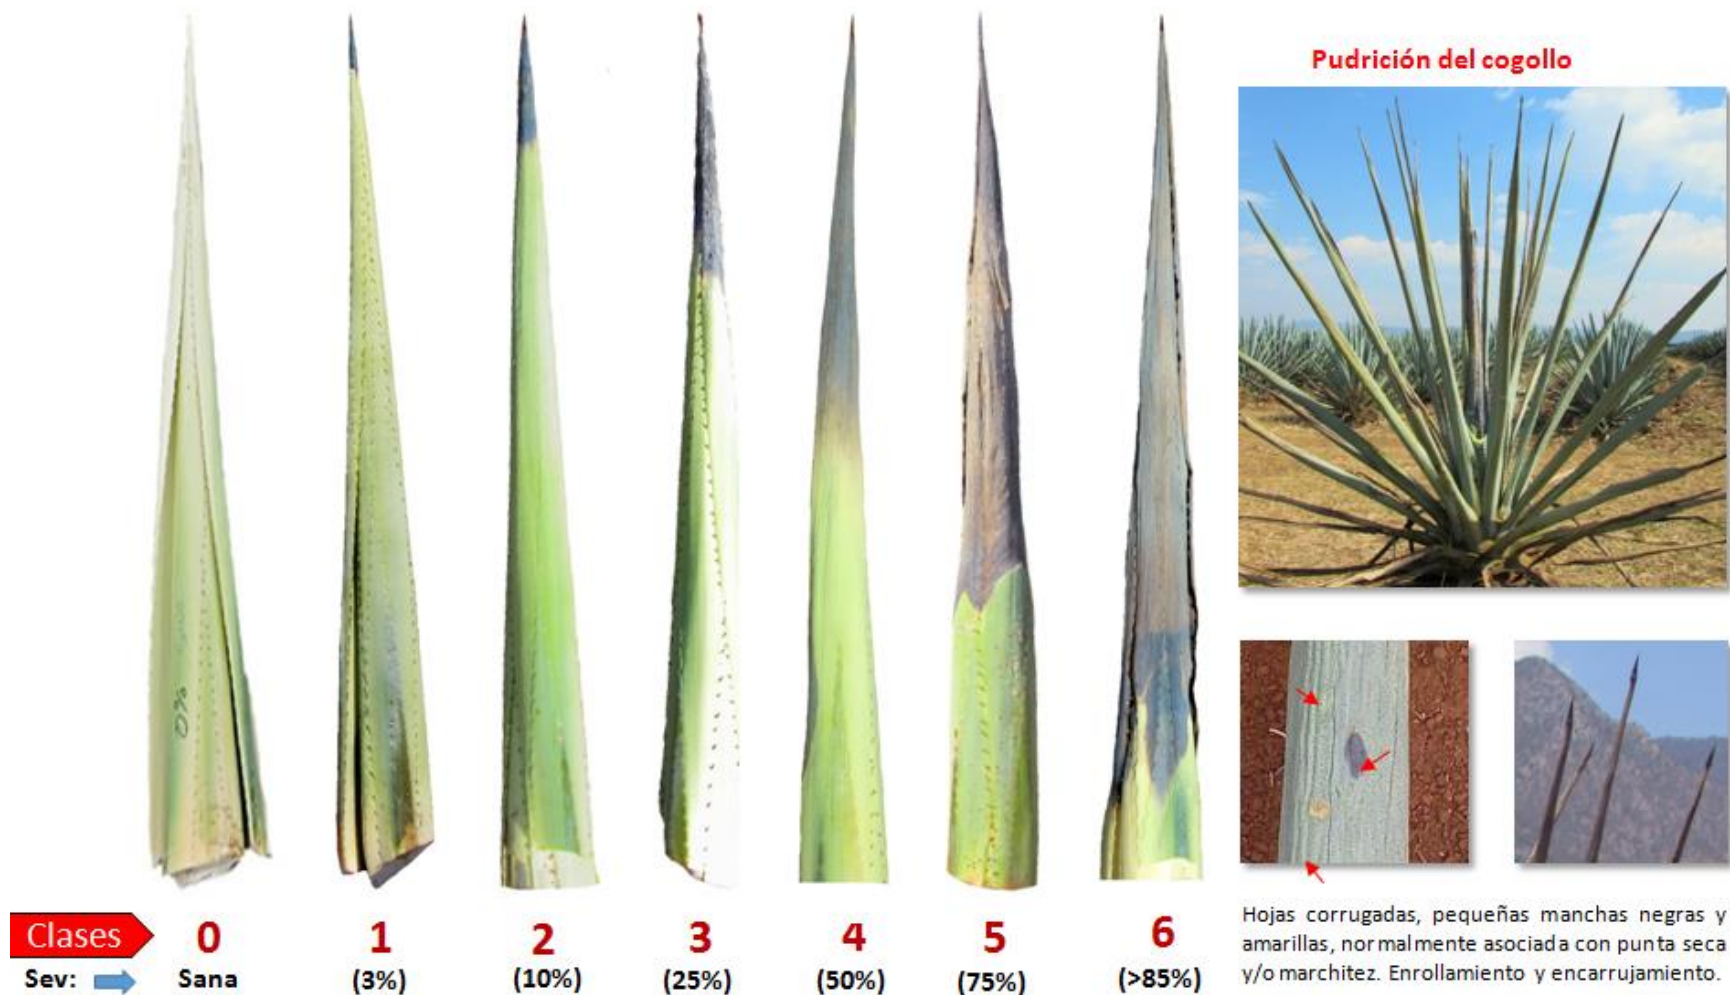 Pudrición del cogollo
0%
Clases 0 1 2 3 4 5 6
Sev: Sana (3%) (10%) (25%) (50%) (75%) (>85%)
Hojas corrugadas, pequeñas manchas negras y
amarillas, normalmente asociada con punta seca
y/o marchitez. Enrollamiento y encarrujamiento.